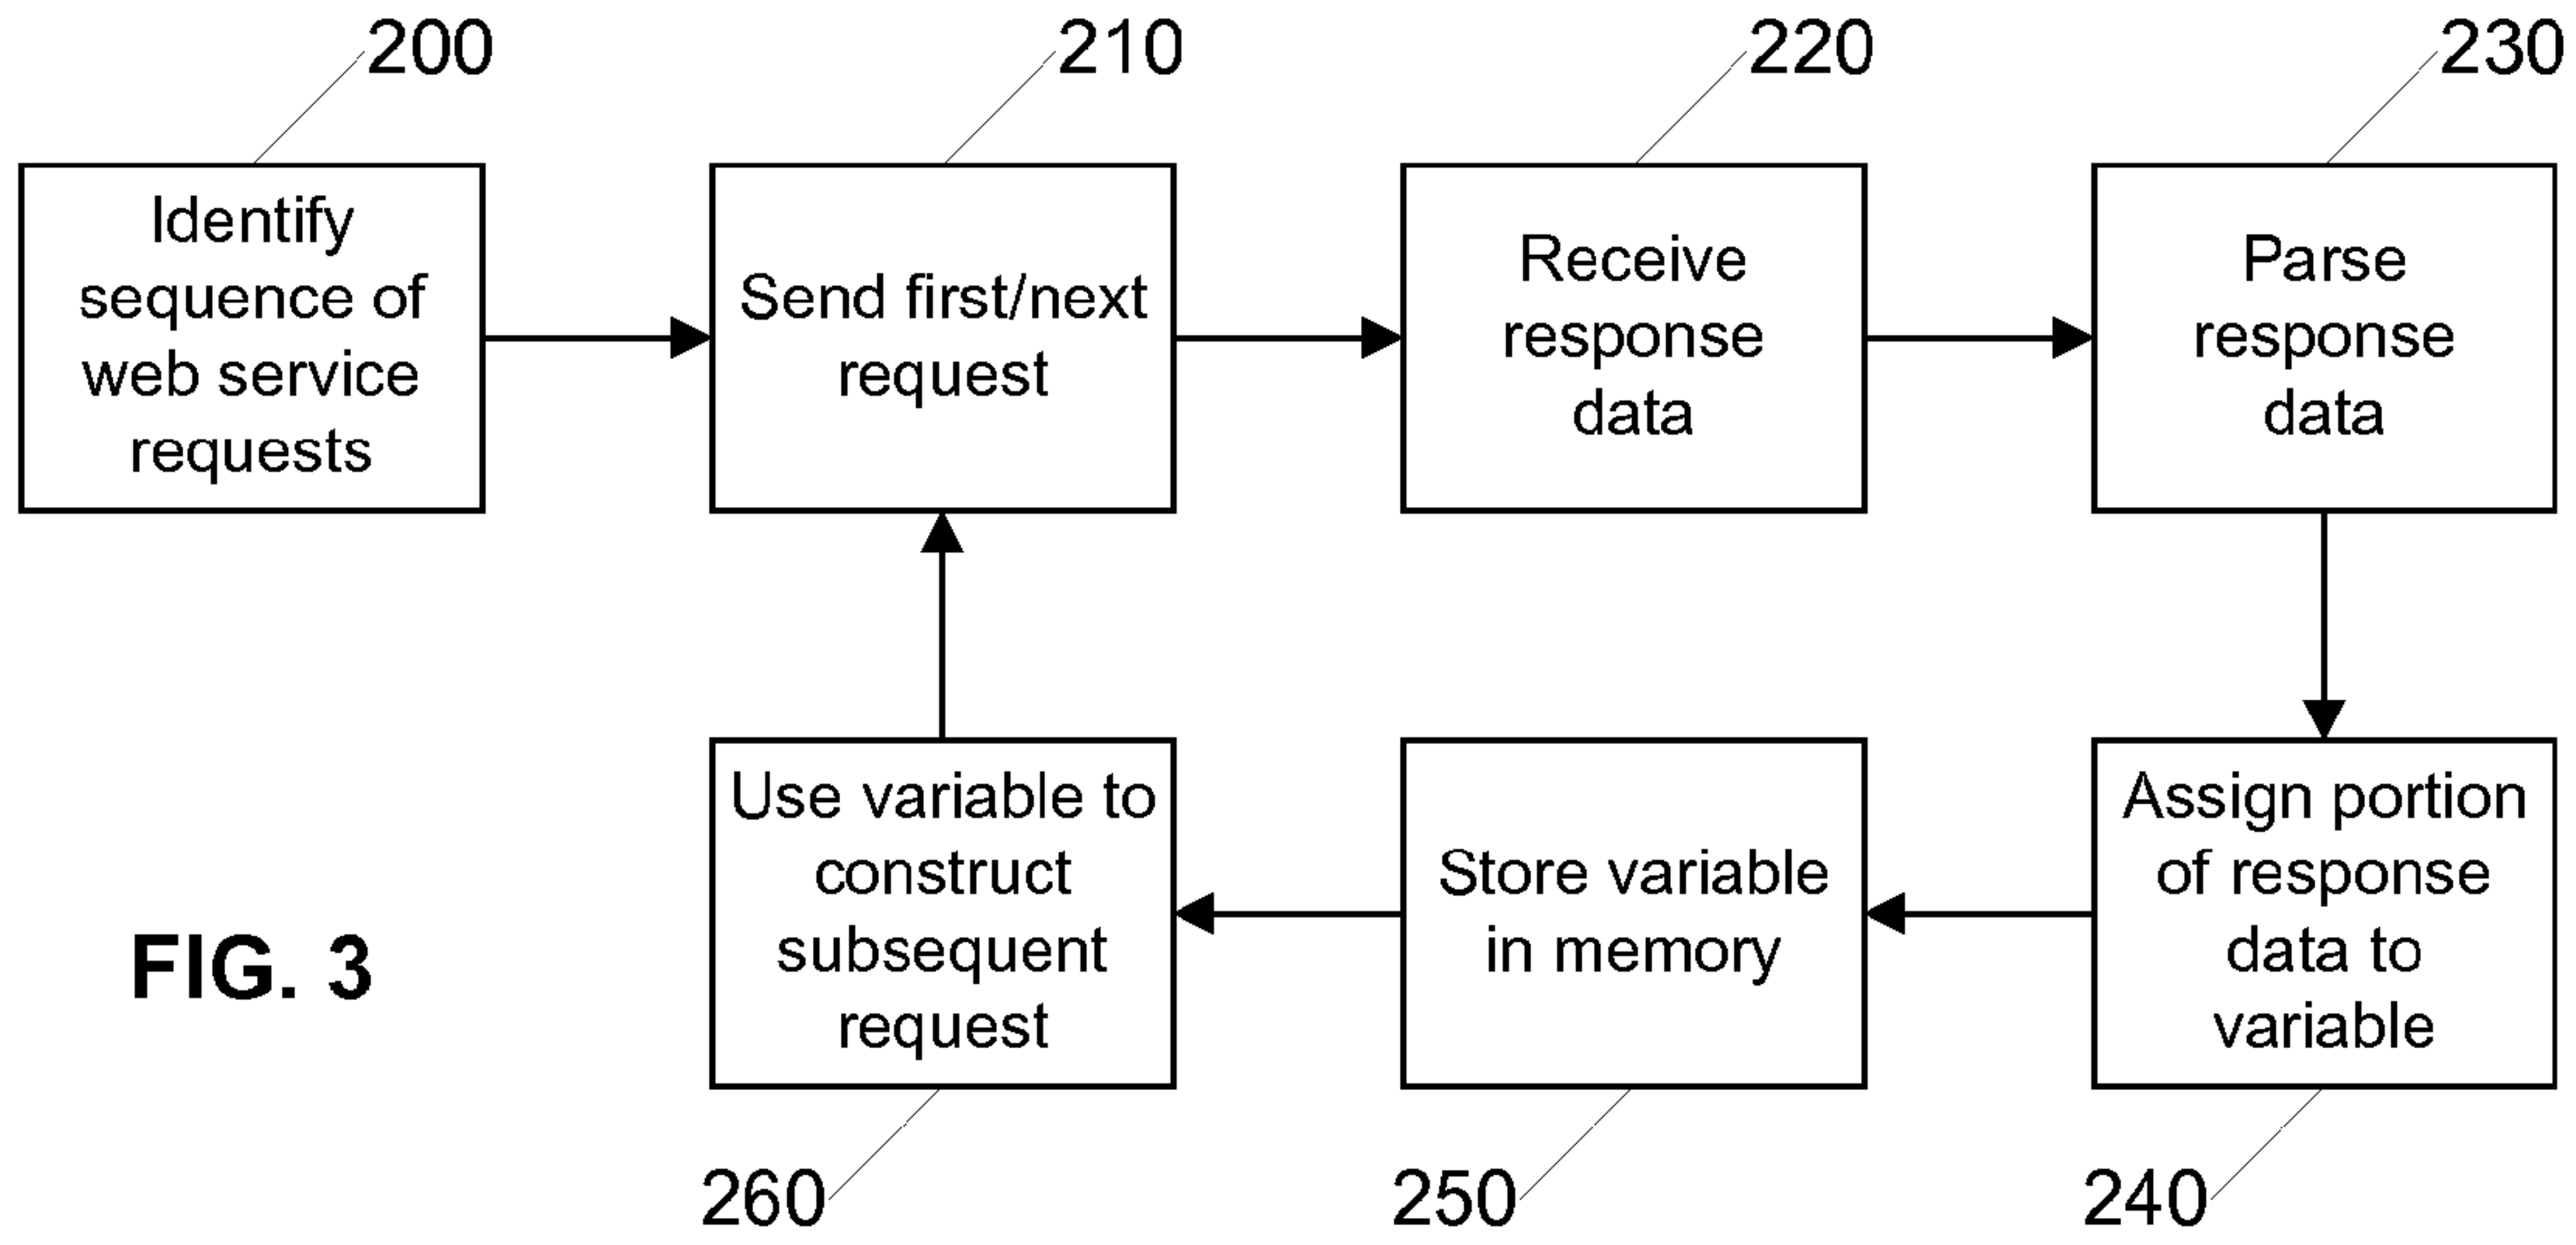 200
210
220
230
Identify
sequence of
web service
requests
Send first/next
request
Receive
response
data
Parse
response
data
Use variable to
construct
subsequent
request
Store variable
in memory
Assign portion
of response
data to
variable
FIG. 3
260
250
240